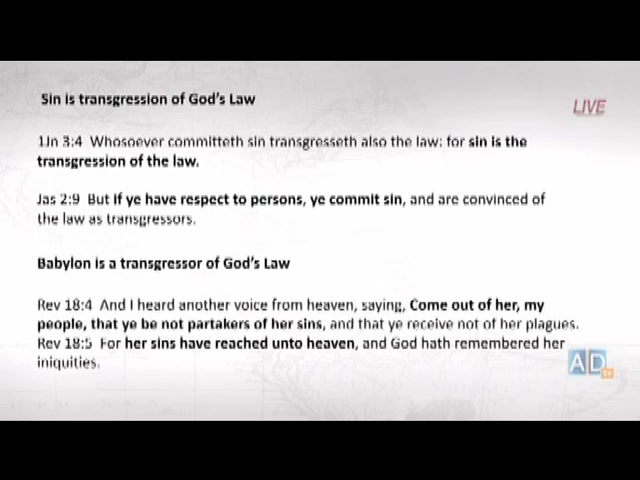 Sin is transgression of God's Law
LIVE
1Jn 3:4 Whosoever committeth sin transgresseth also the law: for sin is the
transgression of the law.
Jas 2:9 But if ye have respect to persons, ye commit sin, and are convinced of
the law as transgressors.
Babylon is a transgressor of God's Law
Rev 18:4 And I heard another voice from heaven, saying, Come out of her, my
people, that ye be not partakers of her sins, and that ye receive not of her plagues.
Rev 18:5 For her sins have reached unto heaven, and God hath remembered her
iniquities.
AD
TV